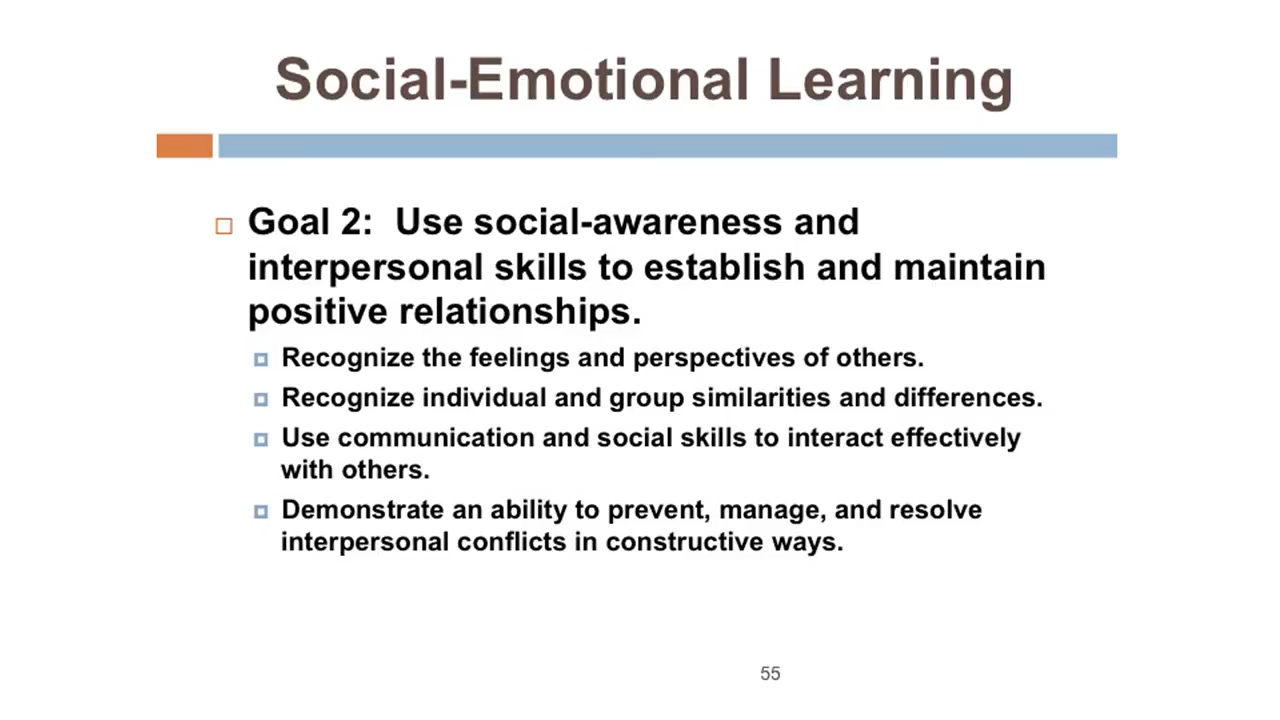 Social-Emotional Learning
Goal 2:  Use social-awareness and
interpersonal skills to establish and maintain
positive relationships.
Recognize the feelings and perspectives of others.
Recognize individual and group similarities and differences.
Use communication and social skills to interact effectively
with others.
Demonstrate an ability to prevent, manage, and resolve
interpersonal conflicts in constructive ways.
55